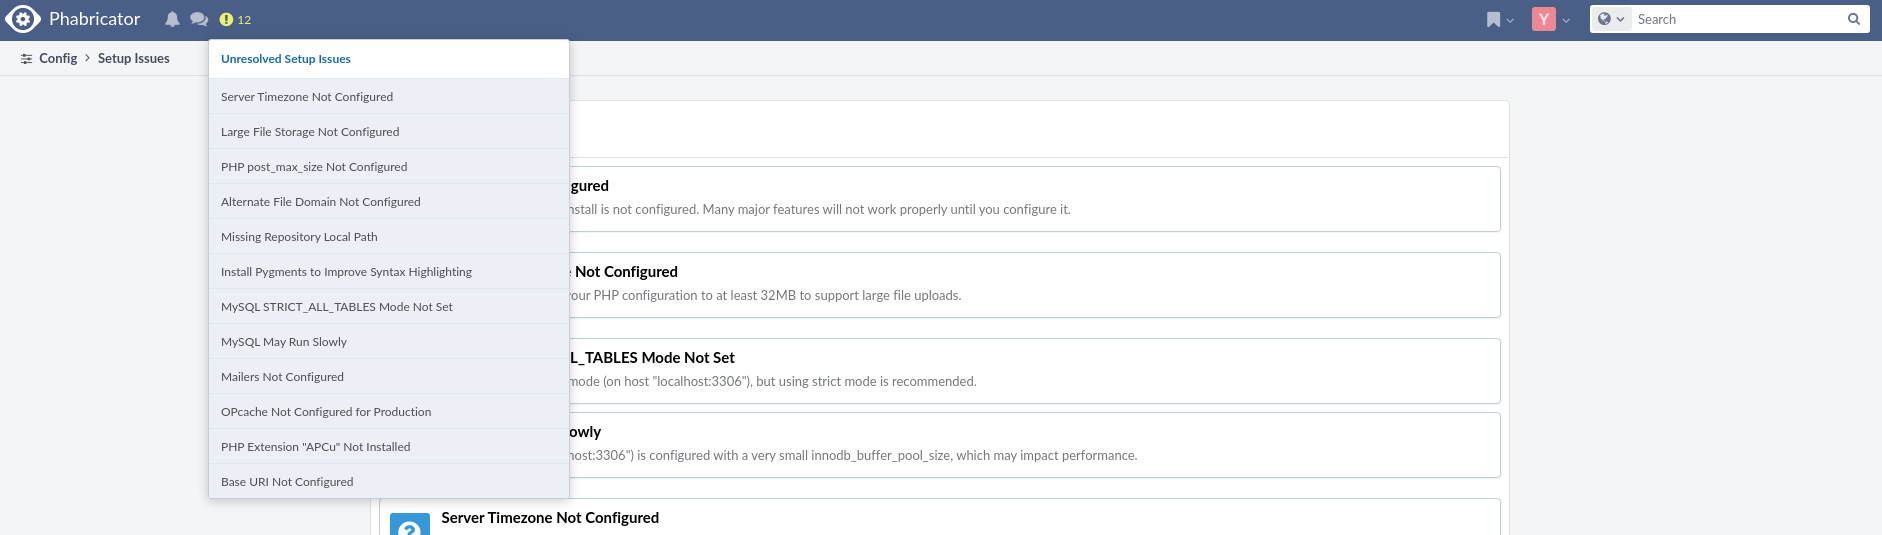 Phabricator
12
Y
Search
Config > Setup Issues
Unresolved Setup Issues
Server Timezone Not Configured
Large File Storage Not Configured
PHP post_max_size Not Configured
Alternate File Domain Not Configured
Missing Repository Local Path
Install Pygments to Improve Syntax Highlighting
MySQL STRICT_ALL_TABLES Mode Not Set
MySQL May Run Slowly
Mailers Not Configured
OPcache Not Configured for Production
PHP Extension "APCu" Not Installed
Base URI Not Configured
gured
nstall is not configured. Many major features will not work properly until you configure it.
e Not Configured
your PHP configuration to at least 32MB to support large file uploads.
L_TABLES Mode Not Set
mode (on host "localhost:3306"), but using strict mode is recommended.
owly
host:3306") is configured with a very small innodb_buffer_pool_size, which may impact performance.
Server Timezone Not Configured